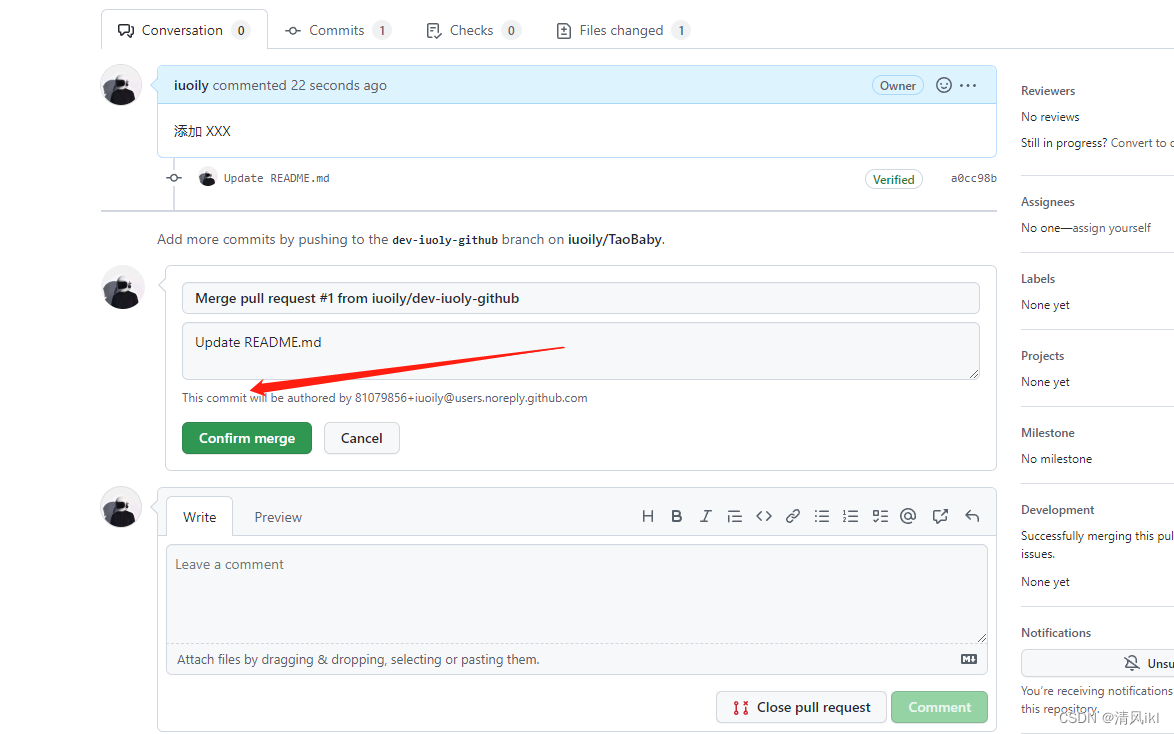 Conversation 0 Commits 1 Checks 0 Files changed 1
iuoily commented 22 seconds ago Owner
添加 XXX
Update README.md Verified a0cc98b
Add more commits by pushing to the dev-iuoly-github branch on iuoily/TaoBaby.
Merge pull request #1 from iuoily/dev-iuoly-github
Update README.md
This commit will be authored by 81079856+iuoily@users.noreply.github.com
Confirm merge Cancel
Write Preview
Leave a comment
Attach files by dragging & dropping, selecting or pasting them.
Close pull request Comment
Reviewers
No reviews
Still in progress? Convert to
Assignees
No one—assign yourself
Labels
None yet
Projects
None yet
Milestone
No milestone
Development
Successfully merging this pul
issues.
None yet
Notifications
Unsu
You're receiving notifications
this repository.
CSDN @清风ikl